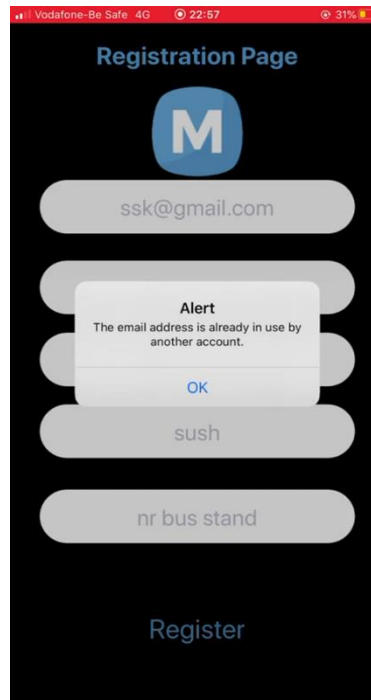 Vodafone-Be Safe 4G 22:57 31%
Registration Page
M
ssk@gmail.com
Alert
The email address is already in use by
another account.
OK
sush
nr bus stand
Register